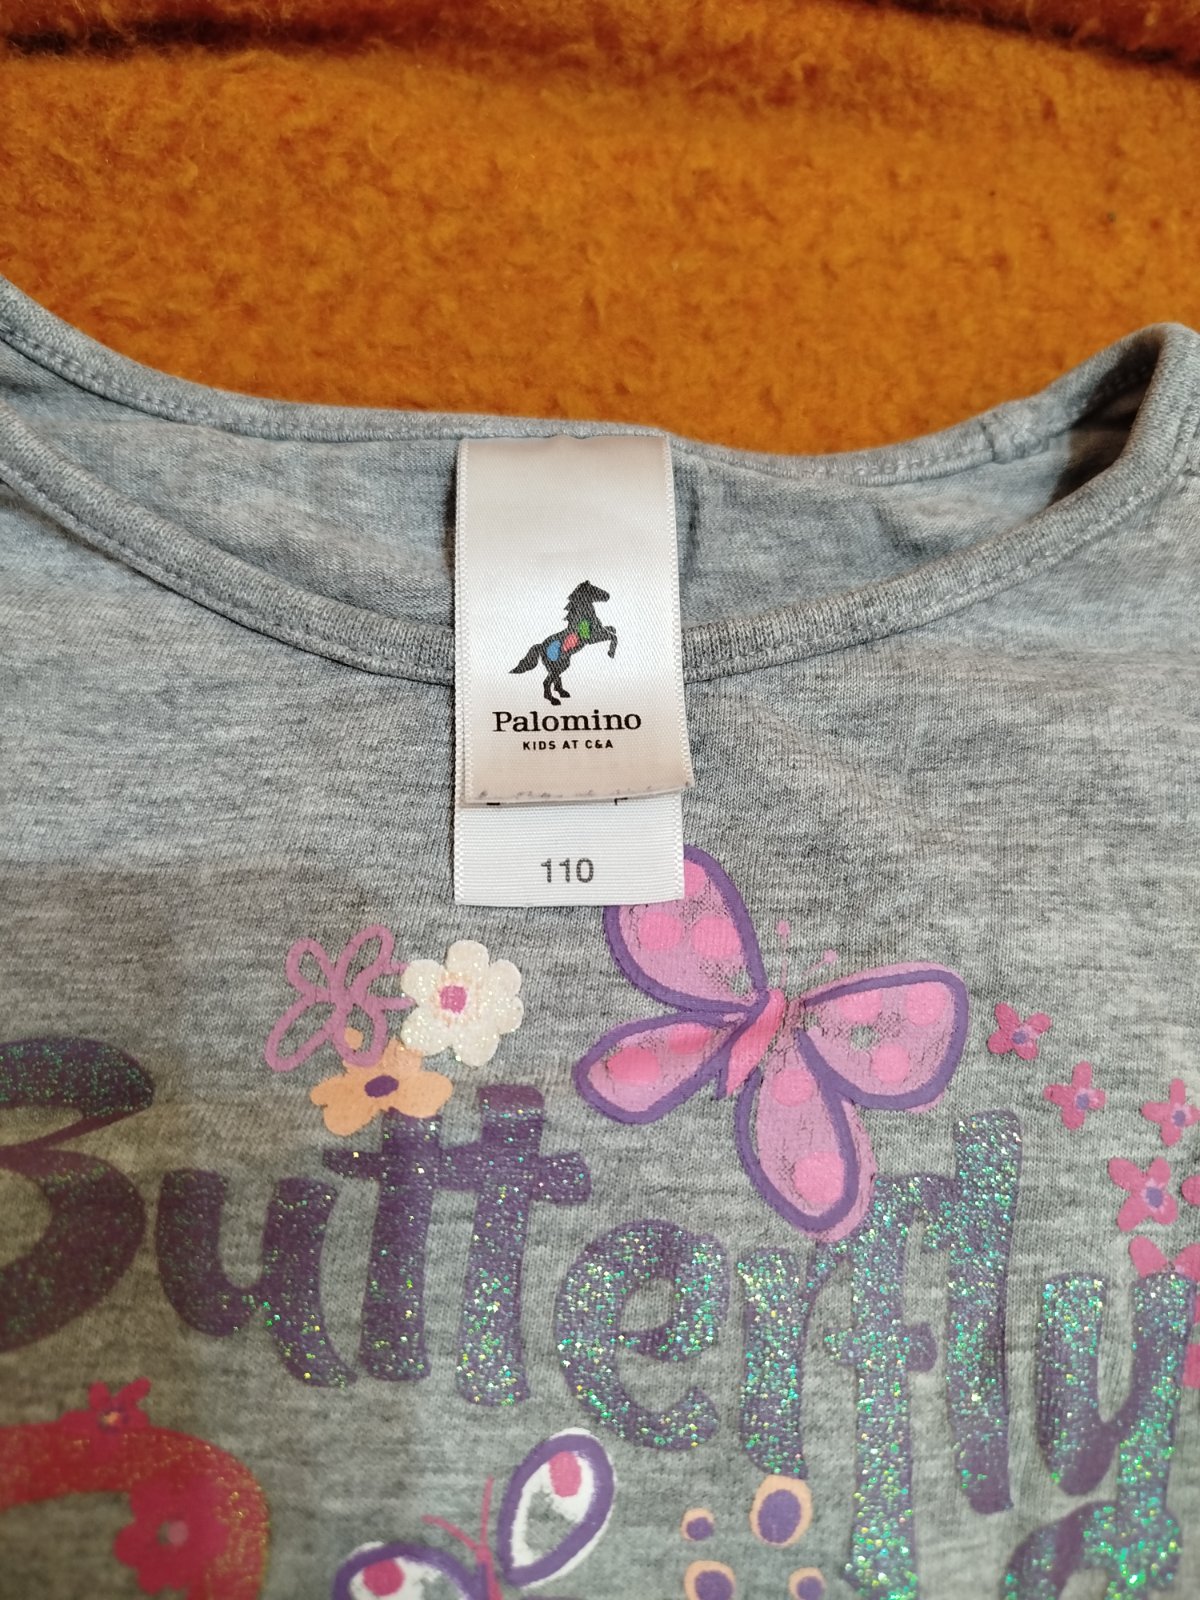 Palomino
KIDS AT C&A
110
Butterfly